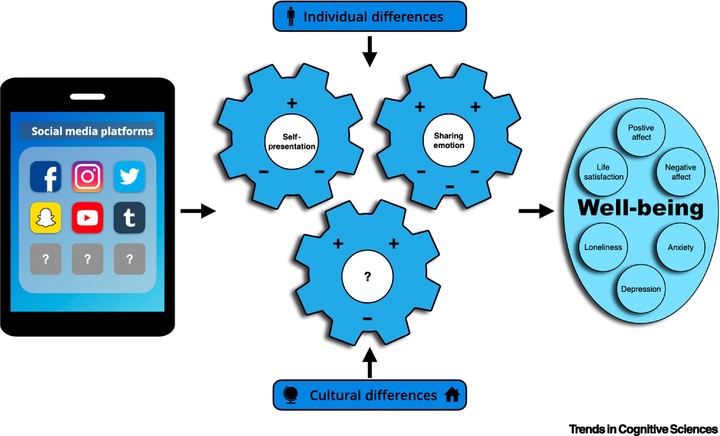 Individual differences
Social media platforms
f
t
?
?
?
+
Self-
presentation
−
−
+
+
Sharing
emotion
−
−
−
+
+
?
−
Postive
affect
Life
satisfaction
Negative
affect
Well-being
Loneliness
Anxiety
Depression
Cultural differences
Trends in Cognitive Sciences